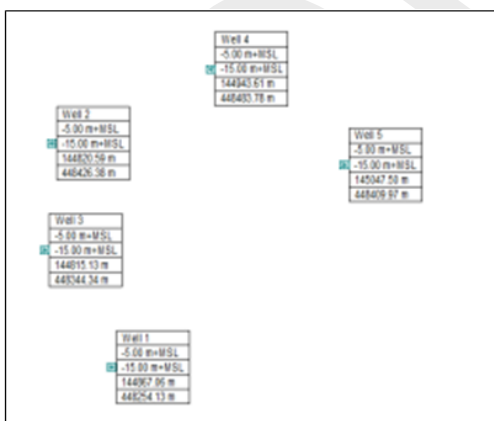 Well 4
-5.00 m+MSL
-15.00 m+MSL
144943.61 m
448483.78 m
Well 2
-5.00 m+MSL
-15.00 m+MSL
144820.59 m
448426.38 m
Well 5
-5.00 m+MSL
-15.00 m+MSL
145047.50 m
448409.97 m
Well 3
-5.00 m+MSL
-15.00 m+MSL
144815.13 m
448344.34 m
Well 1
-5.00 m+MSL
-15.00 m+MSL
144867.06 m
448254.13 m